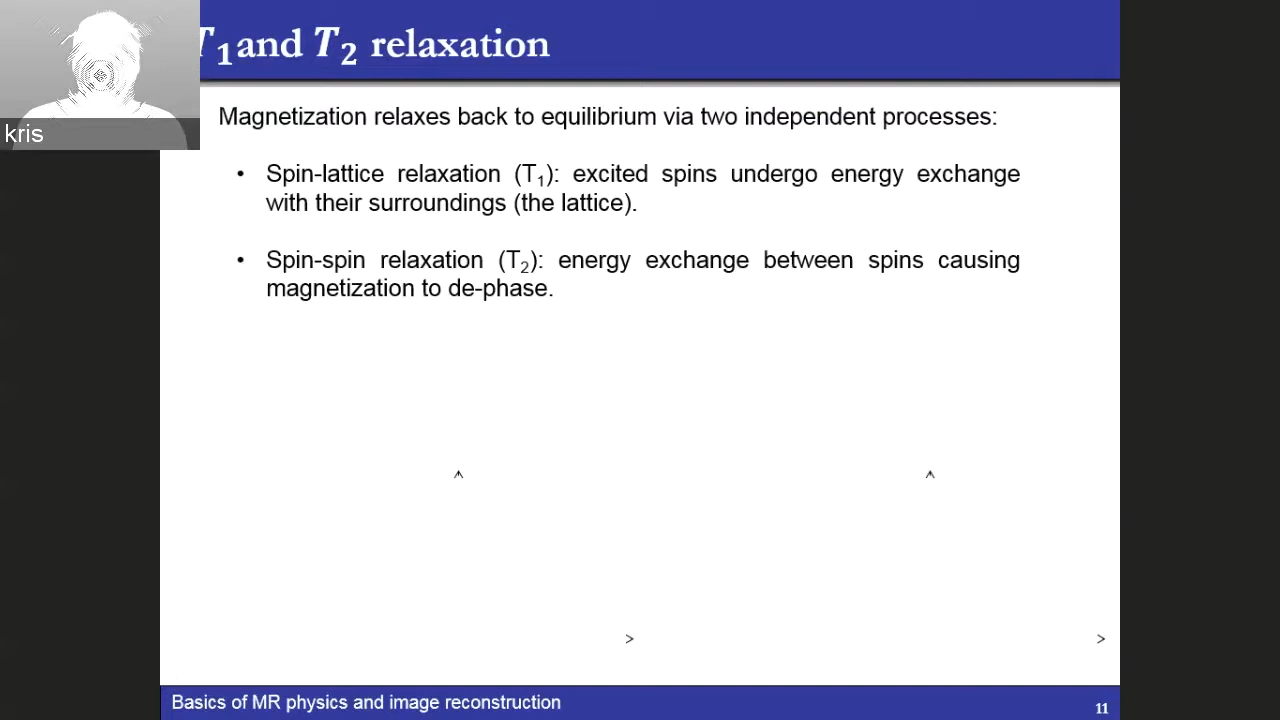 T1 and T2 relaxation
kris
Magnetization relaxes back to equilibrium via two independent processes:
• Spin-lattice relaxation (T1): excited spins undergo energy exchange
with their surroundings (the lattice).
• Spin-spin relaxation (T2): energy exchange between spins causing
magnetization to de-phase.
Basics of MR physics and image reconstruction
11